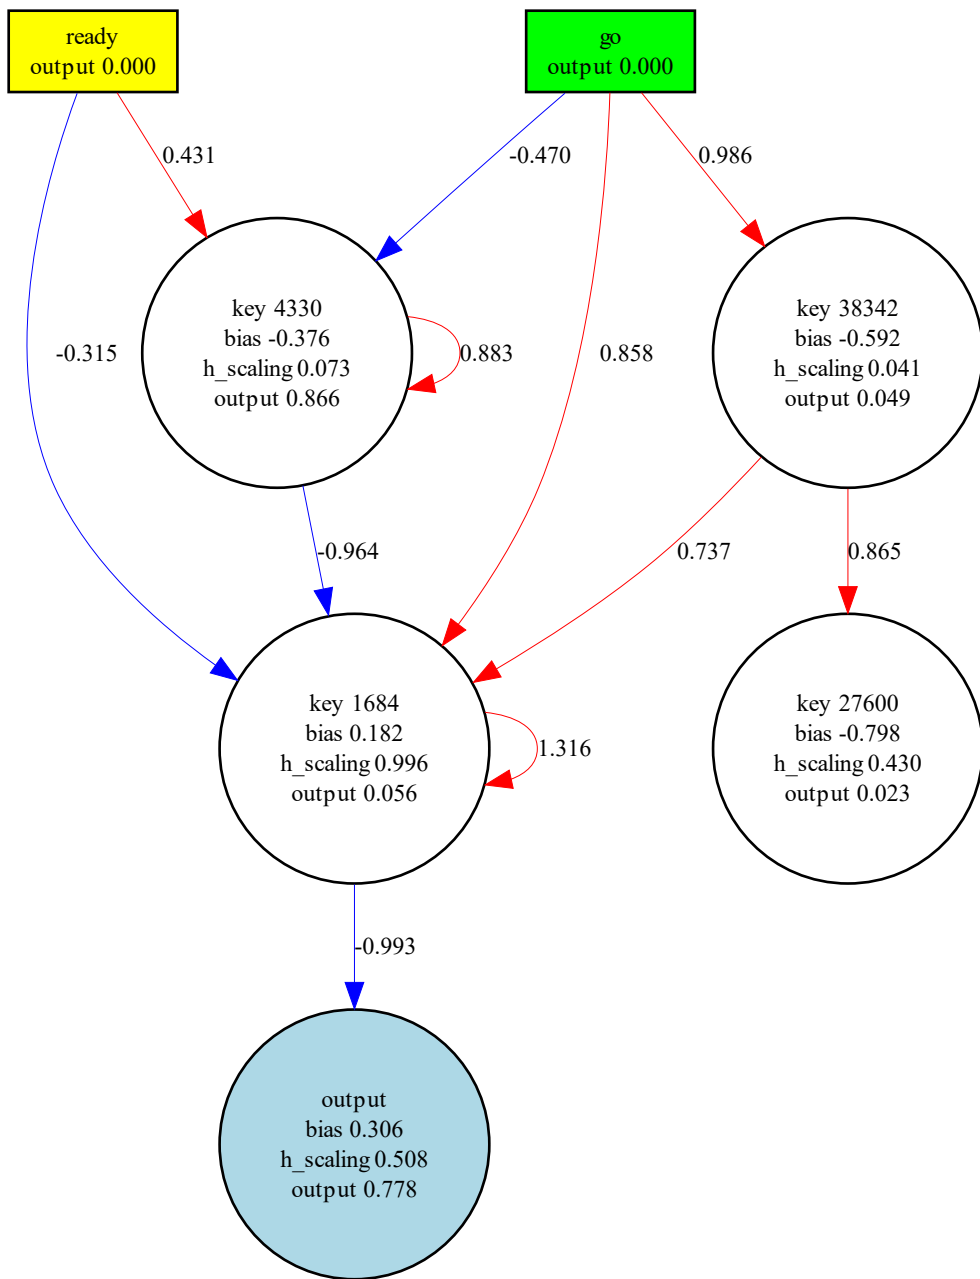 ready
output 0.000
go
output 0.000
0.431
-0.470
0.986
key 4330
bias -0.376
h_scaling 0.073
output 0.866
key 38342
bias -0.592
h_scaling 0.041
output 0.049
-0.315
0.883
0.858
-0.964
0.737
0.865
key 1684
bias 0.182
h_scaling 0.996
output 0.056
1.316
key 27600
bias -0.798
h_scaling 0.430
output 0.023
-0.993
output
bias 0.306
h_scaling 0.508
output 0.778